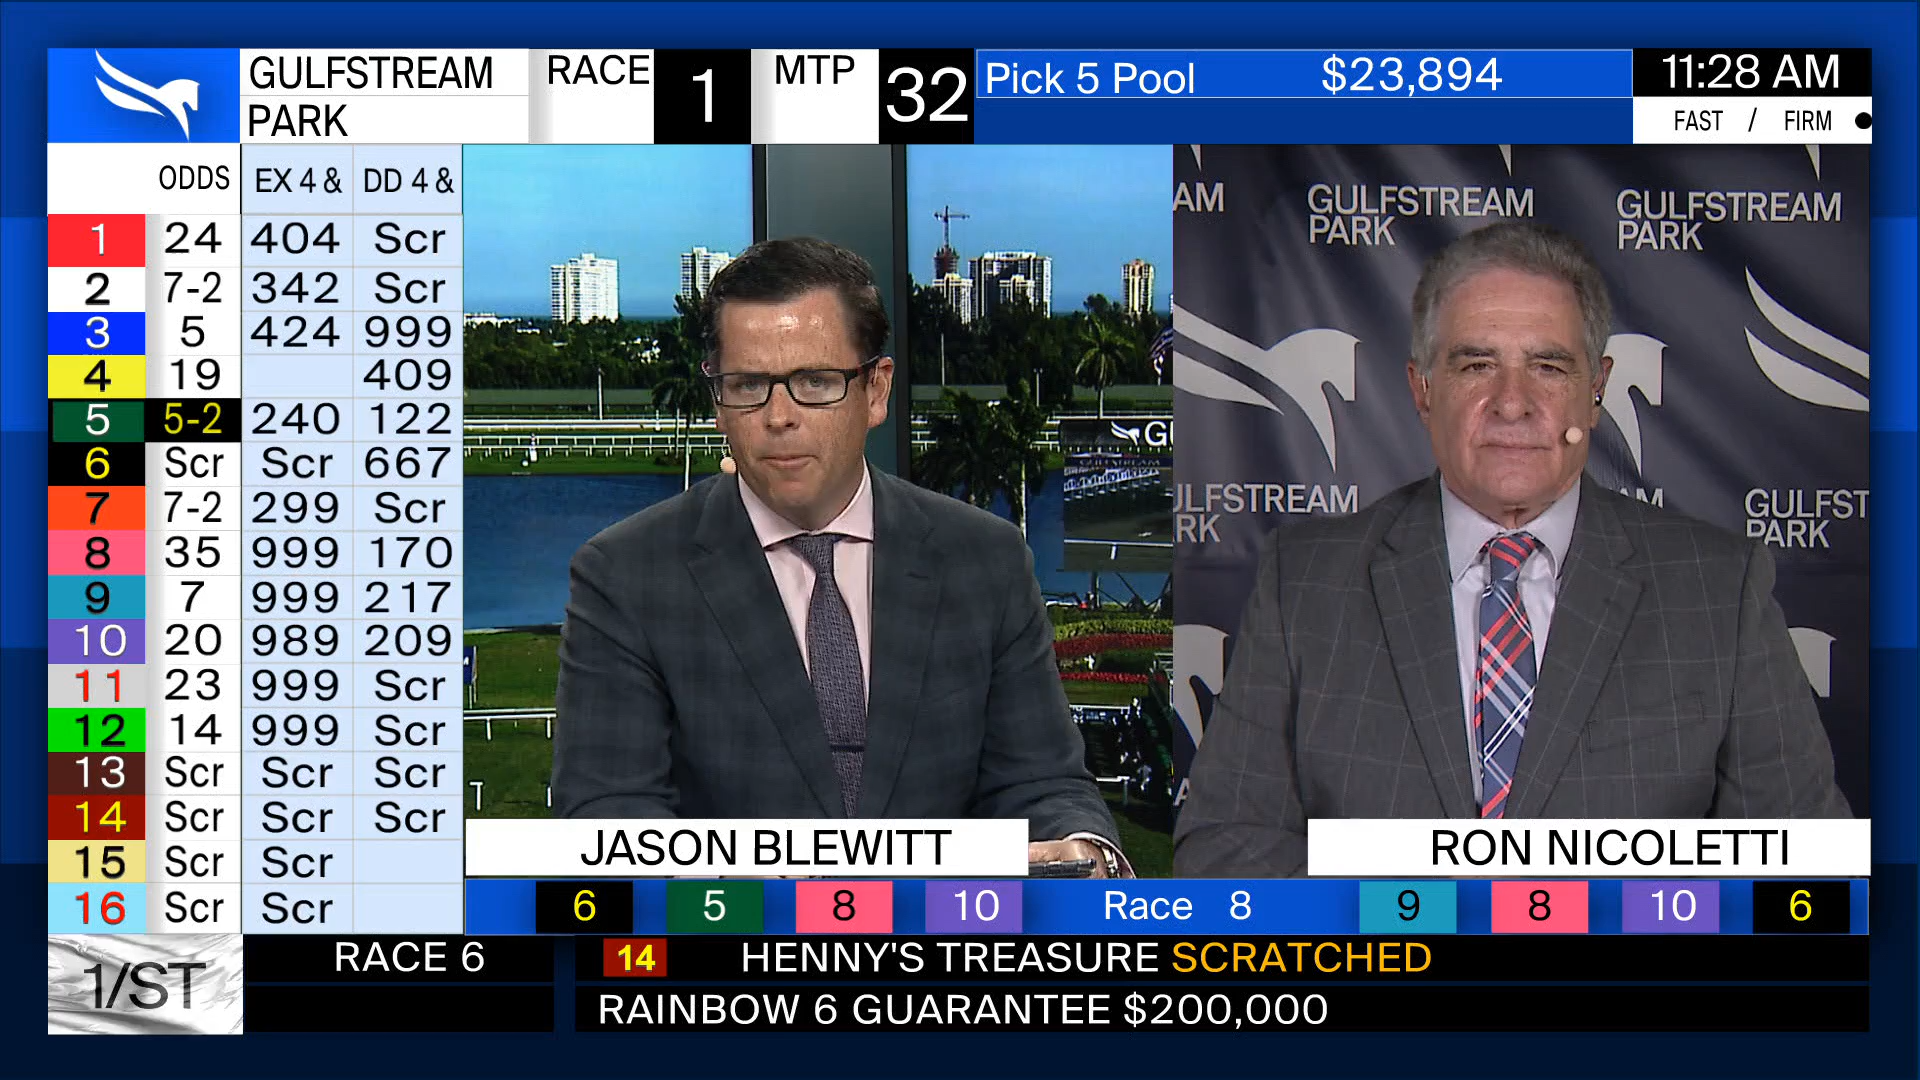 GULFSTREAM PARK
RACE 1
MTP 32
Pick 5 Pool $23,894
11:28 AM
FAST / FIRM
ODDS EX 4 & DD 4 &
1 24 404 Scr
2 7-2 342 Scr
3 5 424 999
4 19 409
5 5-2 240 122
6 Scr Scr 667
7 7-2 299 Scr
8 35 999 170
9 7 999 217
10 20 989 209
11 23 999 Scr
12 14 999 Scr
13 Scr Scr Scr
14 Scr Scr Scr
15 Scr Scr
16 Scr Scr
AM
GULFSTREAM PARK
GULFSTREAM PARK
ULFSTREAM
RK
AM
GULFST
PARK
G
JASON BLEWITT
RON NICOLETTI
6 5 8 10 Race 8 9 8 10 6
1/ST
RACE 6
14 HENNY'S TREASURE SCRATCHED
RAINBOW 6 GUARANTEE $200,000